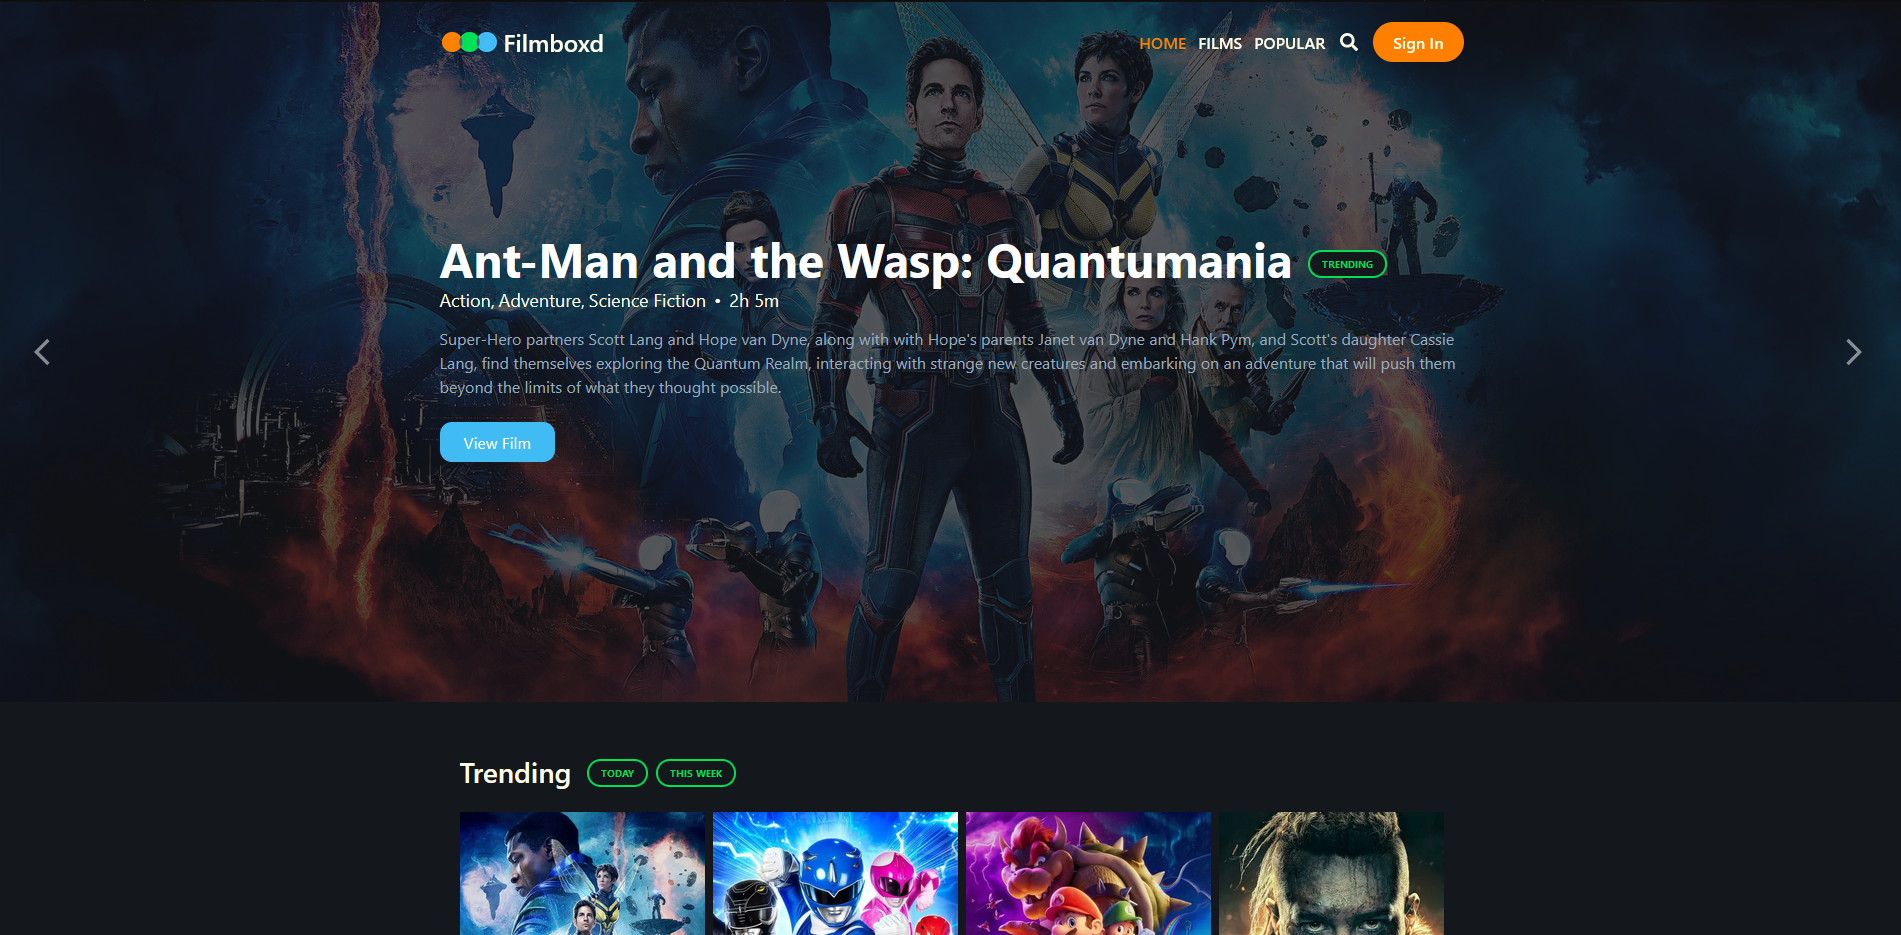 Filmboxd
HOME FILMS POPULAR Sign In
Ant-Man and the Wasp: Quantumania TRENDING
Action, Adventure, Science Fiction • 2h 5m
Super-Hero partners Scott Lang and Hope van Dyne, along with with Hope's parents Janet van Dyne and Hank Pym, and Scott's daughter Cassie
Lang, find themselves exploring the Quantum Realm, interacting with strange new creatures and embarking on an adventure that will push them
beyond the limits of what they thought possible.
View Film
Trending TODAY THIS WEEK